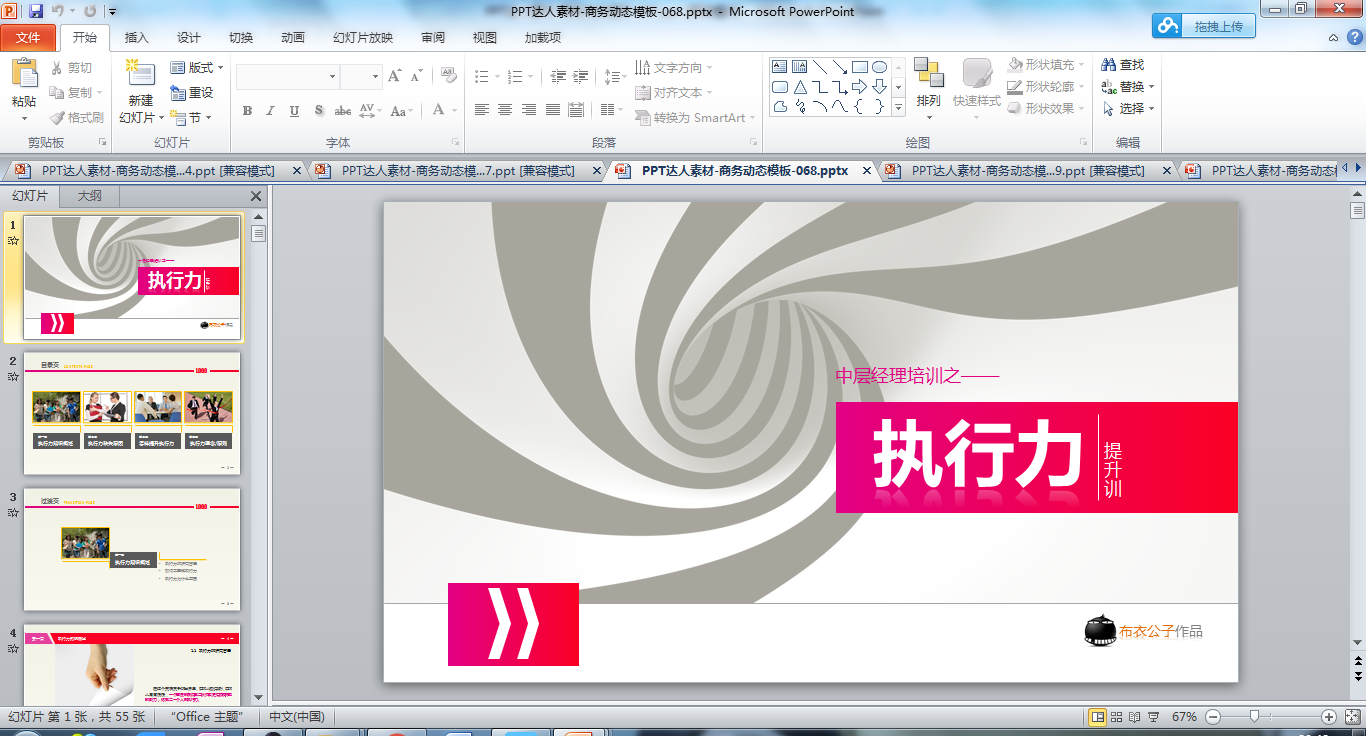 PPT达人素材-商务动态模板-068.pptx - Microsoft PowerPoint
拖拽上传
文件 开始 插入 设计 切换 动画 幻灯片放映 审阅 视图 加载项
粘贴 剪切 复制 格式刷
剪贴板
新建 幻灯片 版式 重设 节
幻灯片
B I U S abc AV Aa A
字体
文字方向 对齐文本 转换为 SmartArt
段落
排列 快速样式 形状填充 形状轮廓 形状效果
绘图
查找 替换 选择
编辑
PPT达人素材-商务动态模...4.ppt [兼容模式]
PPT达人素材-商务动态模...7.ppt [兼容模式]
PPT达人素材-商务动态模板-068.pptx
PPT达人素材-商务动态模...9.ppt [兼容模式]
PPT达人素材-商务动态
幻灯片 大纲
1
执行力
布衣公子作品
2
目录页
执行力知识概述
执行力缺失原因
怎样提升执行力
3
过渡页
执行力知识概述
4
中层经理培训之——
执行力
提升训
布衣公子作品
幻灯片 第 1 张，共 55 张
“Office 主题”
中文(中国)
67%